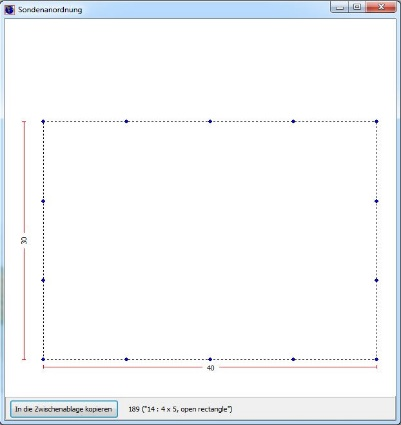 Sondenanordnung
30
40
In die Zwischenablage kopieren
189 ("14 : 4 x 5, open rectangle")